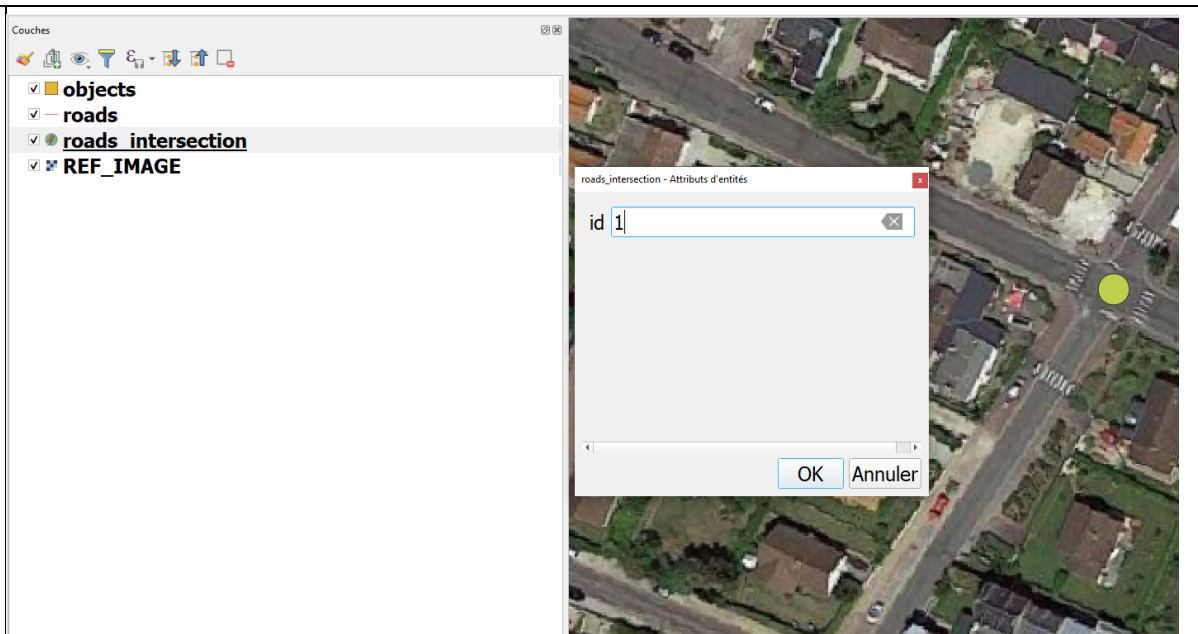 Couches
objects
roads
roads_intersection
REF_IMAGE
roads_intersection - Attributs d'entités
id 1
OK Annuler